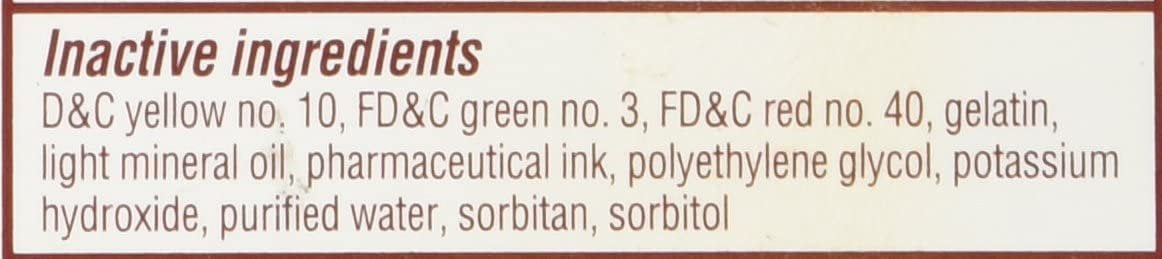 Inactive ingredients
D&C yellow no. 10, FD&C green no. 3, FD&C red no. 40, gelatin,
light mineral oil, pharmaceutical ink, polyethylene glycol, potassium
hydroxide, purified water, sorbitan, sorbitol